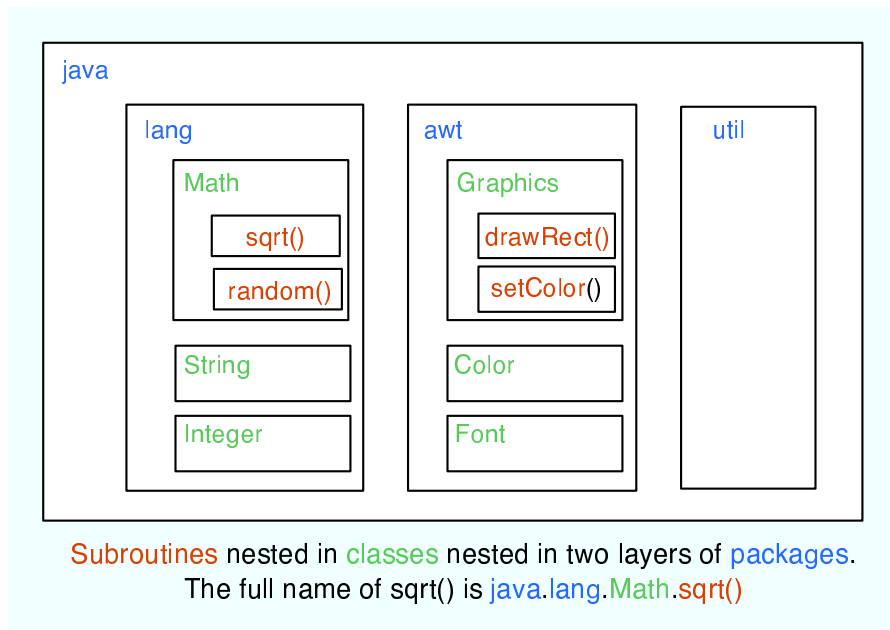 java
lang
Math
sqrt()
random()
String
Integer
awt
Graphics
drawRect()
setColor()
Color
Font
util
Subroutines nested in classes nested in two layers of packages.
The full name of sqrt() is java.lang.Math.sqrt()